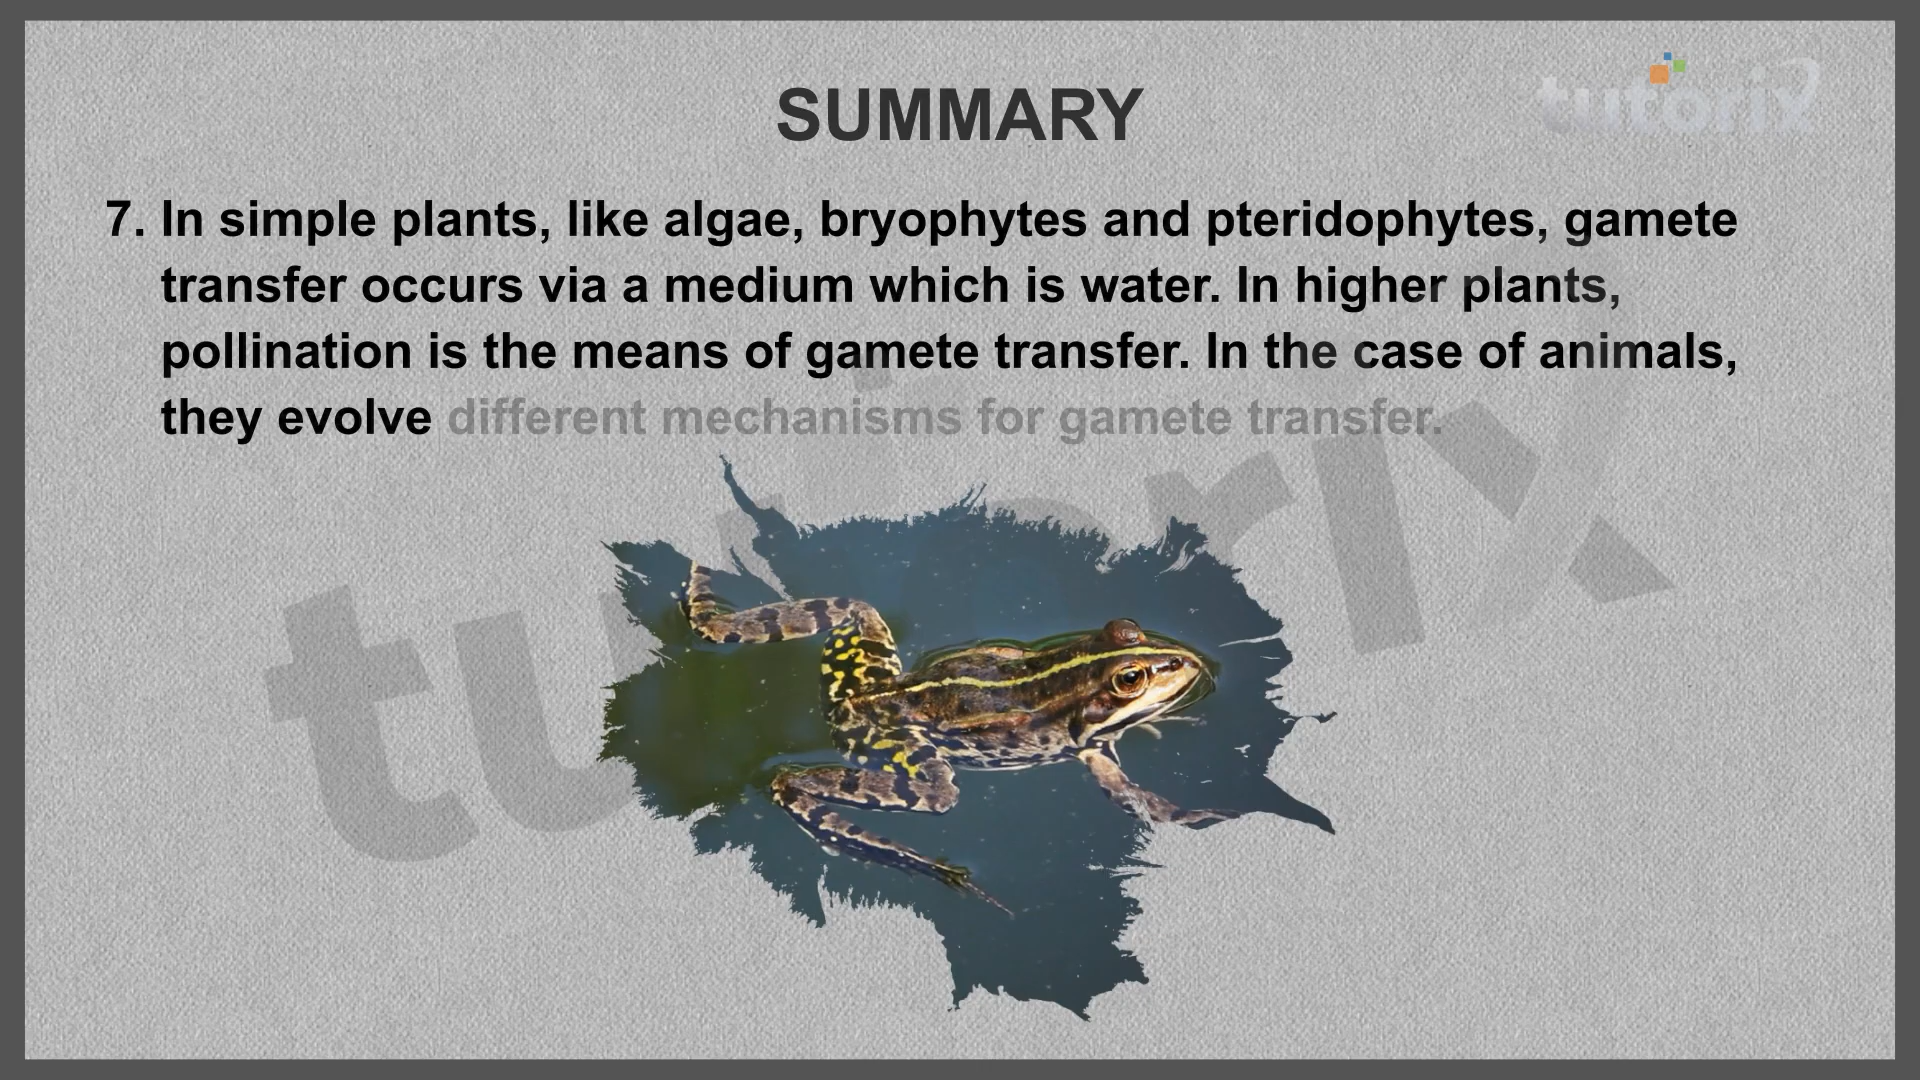 SUMMARY
tutorix
7. In simple plants, like algae, bryophytes and pteridophytes, gamete
transfer occurs via a medium which is water. In higher plants,
pollination is the means of gamete transfer. In the case of animals,
they evolve different mechanisms for gamete transfer.
tutorix